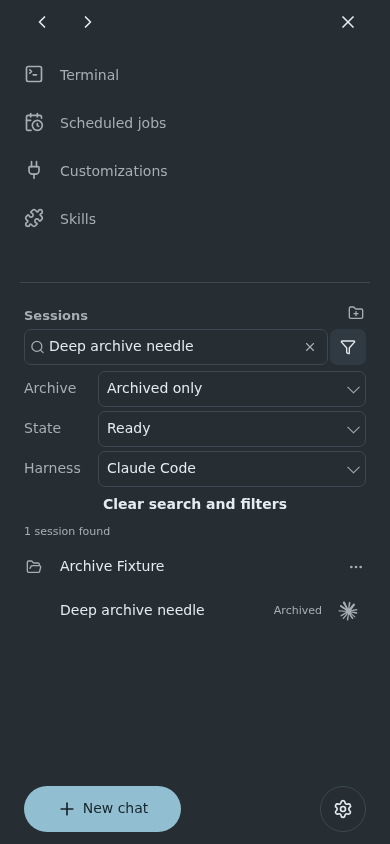 Terminal
Scheduled jobs
Customizations
Skills
Sessions
Deep archive needle
Archive Archived only
State Ready
Harness Claude Code
Clear search and filters
1 session found
Archive Fixture
Deep archive needle Archived
New chat